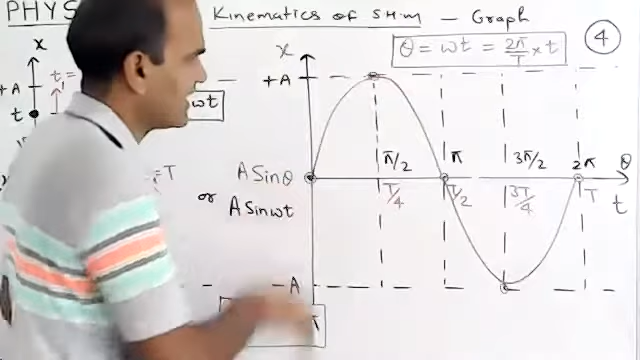 PHYS
Kinematics of SHM – Graph
θ = ωt = 2π/T × t
4
x
x
+A
t₁ =
+A
ωt
t
π/2
π
3π/2
2π
θ
A Sinθ
= T
T/4
T/2
3T/4
T
t
or
A Sinωt
-A